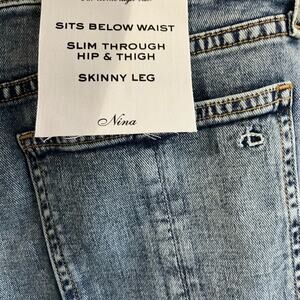 SITS BELOW WAIST
SLIM THROUGH
HIP & THIGH
SKINNY LEG
Nina